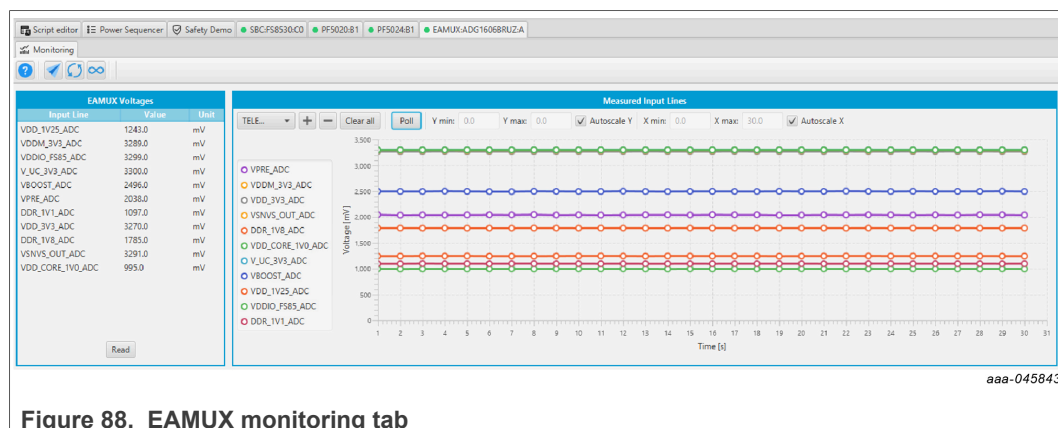 Script editor Power Sequencer Safety Demo SBC:FS8530:C0 PF5020:B1 PF5024:B1 EAMUX:ADG1606BRUZ:A
Monitoring
EAMUX Voltages
Input Line Value Unit
VDD_1V25_ADC 1243.0 mV
VDDM_3V3_ADC 3289.0 mV
VDDIO_FS85_ADC 3299.0 mV
V_UC_3V3_ADC 3300.0 mV
VBOOST_ADC 2496.0 mV
VPRE_ADC 2038.0 mV
DDR_1V1_ADC 1097.0 mV
VDD_3V3_ADC 3270.0 mV
DDR_1V8_ADC 1785.0 mV
VSNVS_OUT_ADC 3291.0 mV
VDD_CORE_1V0_ADC 995.0 mV
Read
Measured Input Lines
TELE... Clear all Poll Y min: 0.0 Y max: 0.0 Autoscale Y X min: 0.0 X max: 30.0 Autoscale X
VPRE_ADC
VDDM_3V3_ADC
VDD_3V3_ADC
VSNVS_OUT_ADC
DDR_1V8_ADC
VDD_CORE_1V0_ADC
V_UC_3V3_ADC
VBOOST_ADC
VDD_1V25_ADC
VDDIO_FS85_ADC
DDR_1V1_ADC
Voltage[mV]
3,500
3,000
2,500
2,000
1,500
1,000
500
0
1 2 3 4 5 6 7 8 9 10 11 12 13 14 15 16 17 18 19 20 21 22 23 24 25 26 27 28 29 30 31
Time [s]
aaa-045843
Figure 88. EAMUX monitoring tab